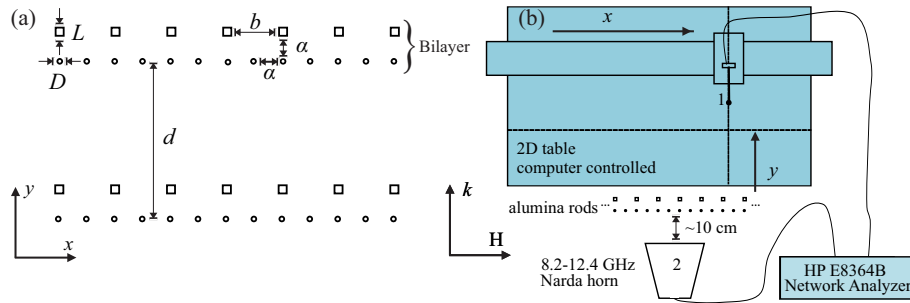 (a)
L
b
α
Bilayer
D
α
d
y
x
k
H
(b)
x
1
2D table
computer controlled
y
alumina rods
...
...
~10 cm
8.2-12.4 GHz
Narda horn
2
HP E8364B
Network Analyzer